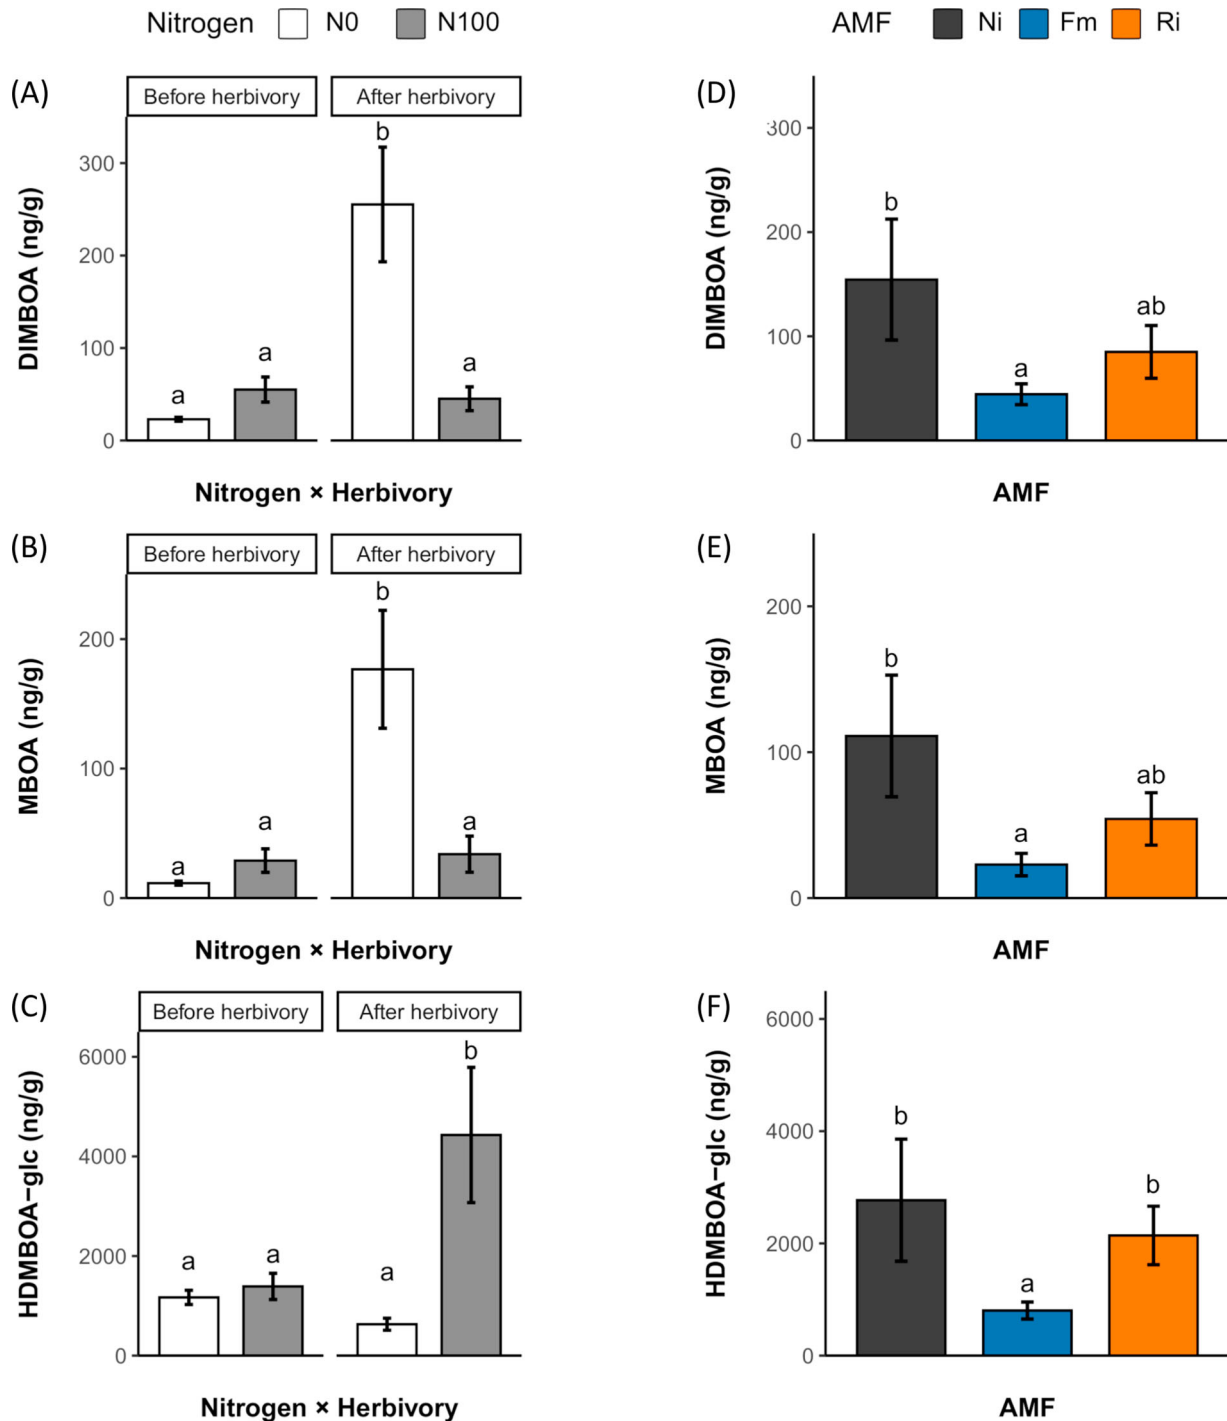 Nitrogen N0 N100
AMF Ni Fm Ri
(A)
Before herbivory After herbivory
DIMBOA (ng/g)
300
200
100
0
a
a
b
a
Nitrogen × Herbivory
(D)
DIMBOA (ng/g)
300
200
100
0
b
a
ab
AMF
(B)
Before herbivory After herbivory
MBOA (ng/g)
200
100
0
a
a
b
a
Nitrogen × Herbivory
(E)
MBOA (ng/g)
200
100
0
b
a
ab
AMF
(C)
Before herbivory After herbivory
HDMBOA−glc (ng/g)
6000
4000
2000
0
a
a
a
b
Nitrogen × Herbivory
(F)
HDMBOA−glc (ng/g)
6000
4000
2000
0
b
a
b
AMF